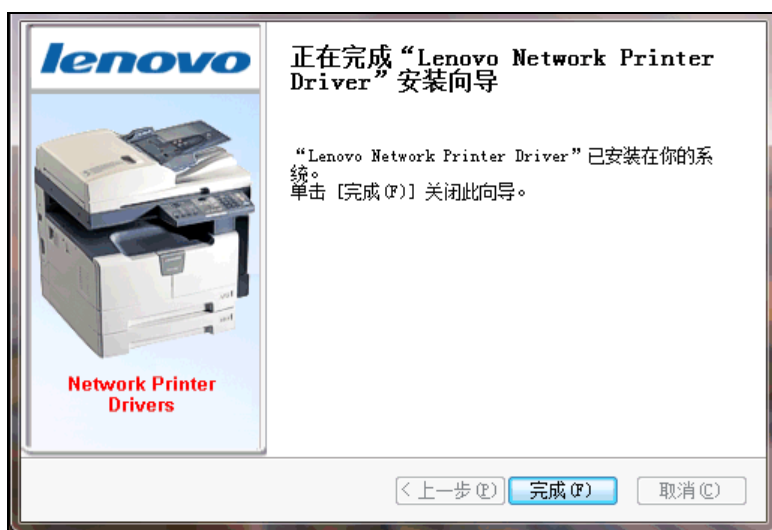 lenovo
Network Printer
Drivers
正在完成“Lenovo Network Printer
Driver”安装向导
“Lenovo Network Printer Driver”已安装在你的系
统。
单击 [完成(F)] 关闭此向导。
< 上一步(P)
完成(F)
取消(C)